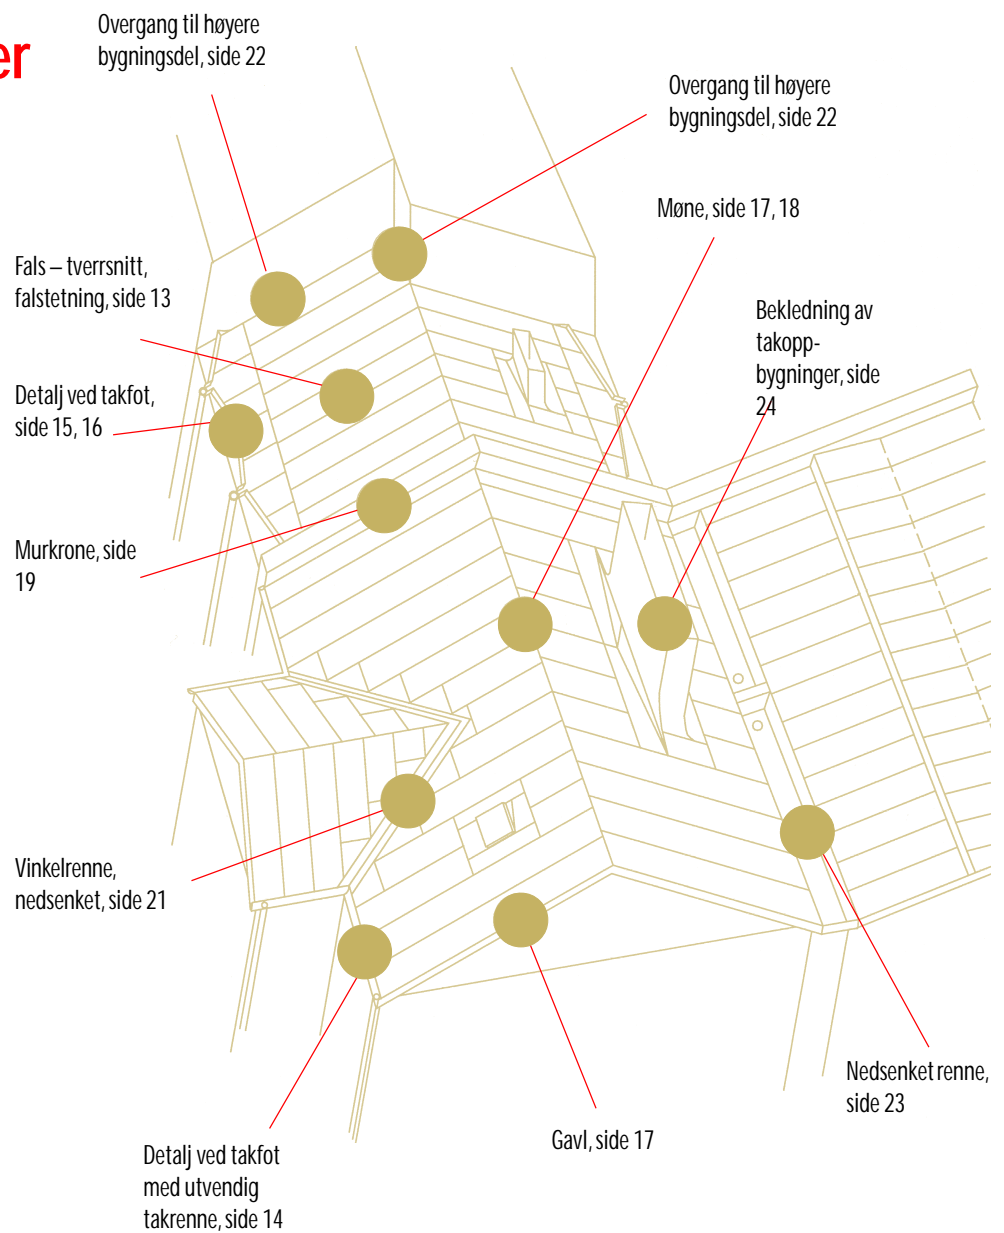 er
Overgang til høyere
bygningsdel, side 22
Overgang til høyere
bygningsdel, side 22
Møne, side 17, 18
Fals – tverrsnitt,
falstetning, side 13
Bekledning av
takopp-
bygninger, side
24
Detalj ved takfot,
side 15, 16
Murkrone, side
19
Vinkelrenne,
nedsenket, side 21
Nedsenket renne,
side 23
Gavl, side 17
Detalj ved takfot
med utvendig
takrenne, side 14